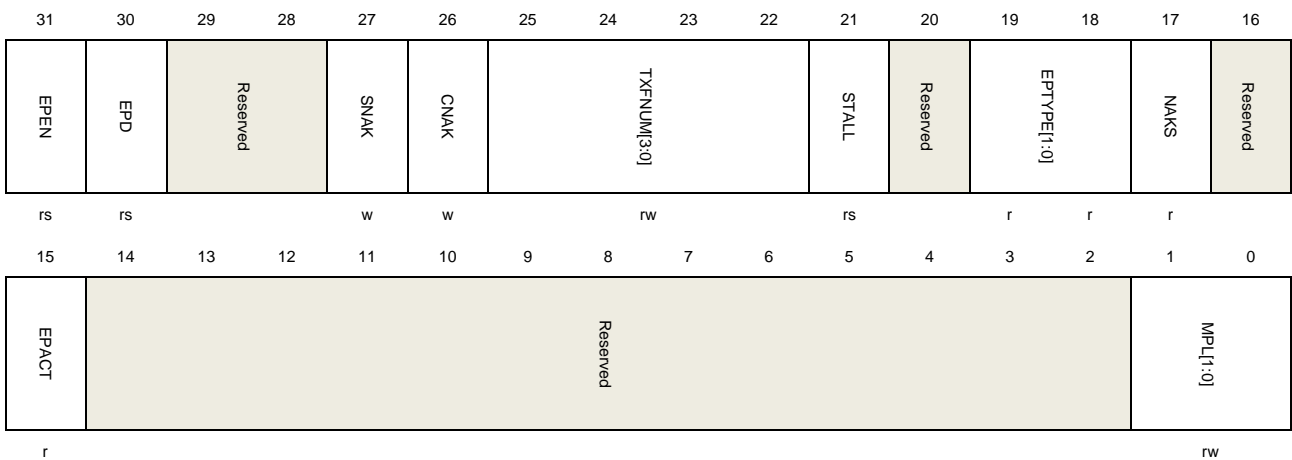 31 30 29 28 27 26 25 24 23 22 21 20 19 18 17 16
EPEN EPD Reserved SNAK CNAK TXFNUM[3:0] STALL Reserved EPTYPE[1:0] NAKS Reserved
rs rs w w rw rs r r r
15 14 13 12 11 10 9 8 7 6 5 4 3 2 1 0
EPACT Reserved MPL[1:0]
r rw